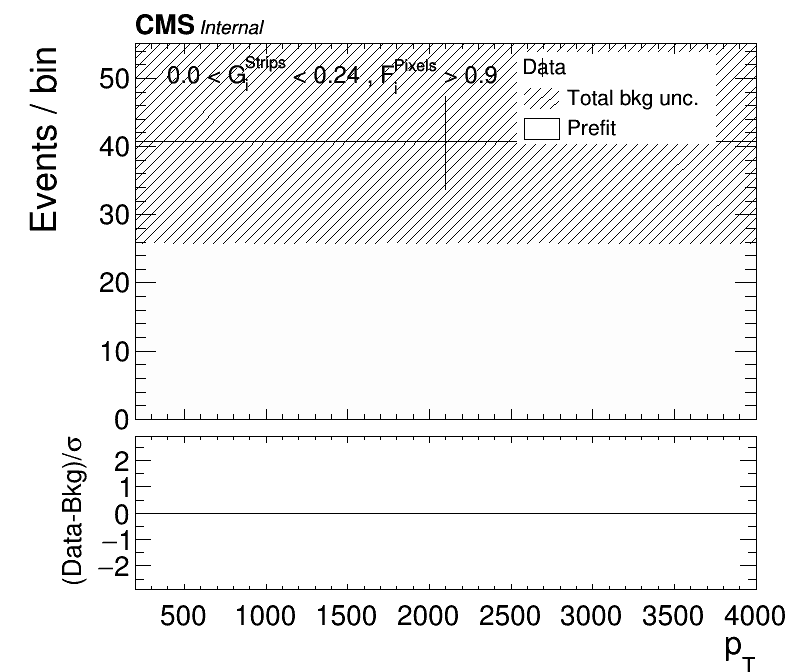 CMS Internal
0.0 < G_i^Strips < 0.24 , F_i^Pixels > 0.9
Data
Total bkg unc.
Prefit
Events / bin
50
40
30
20
10
0
(Data-Bkg)/σ
2
1
0
−1
−2
500 1000 1500 2000 2500 3000 3500 4000
p_T